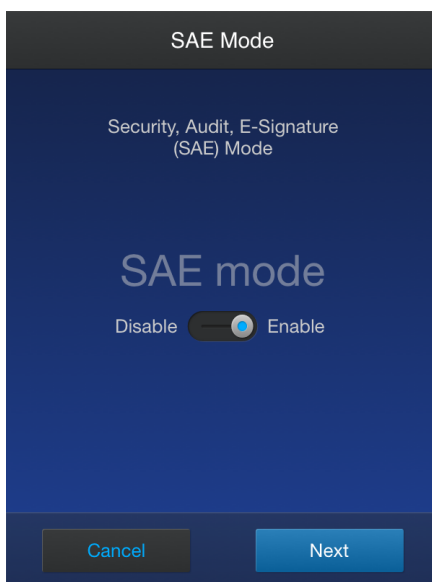 SAE Mode
Security, Audit, E-Signature
(SAE) Mode
SAE mode
Disable Enable
Cancel Next